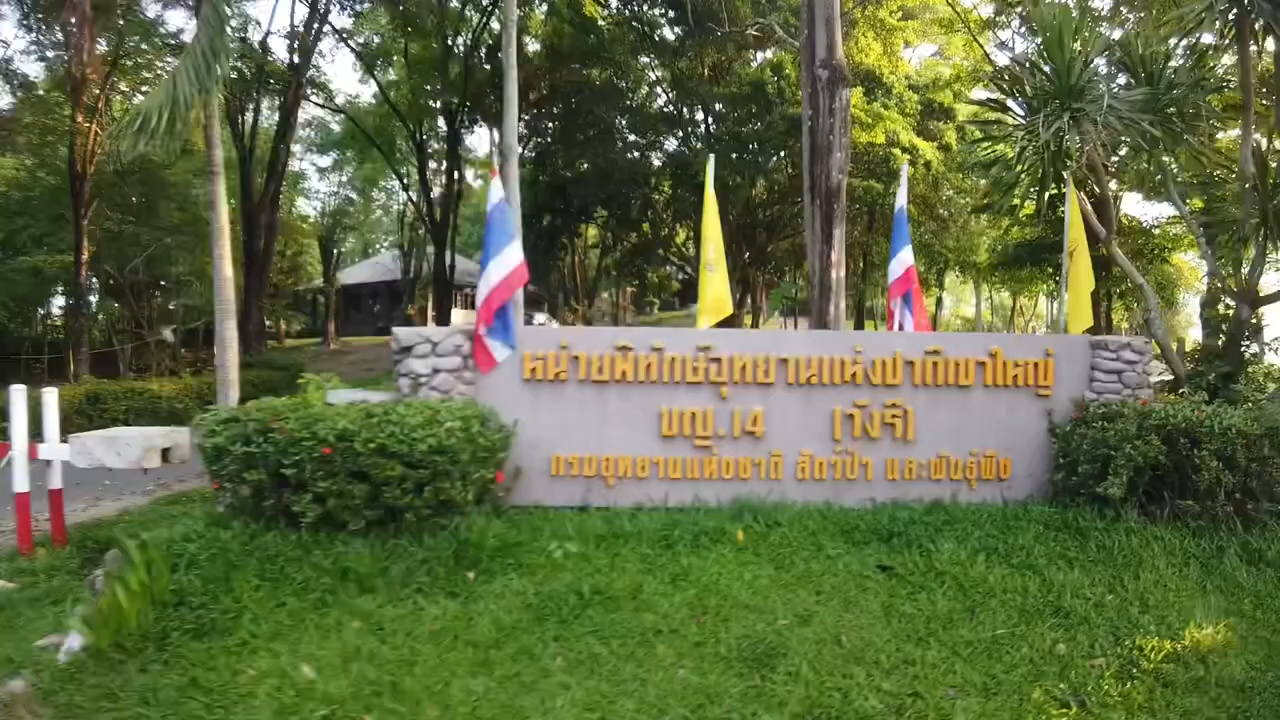 หน่วยพิทักษ์อุทยานแห่งชาติเขาใหญ่
ขญ.14 (วังจิ)
กรมอุทยานแห่งชาติ สัตว์ป่า และพันธุ์พืช